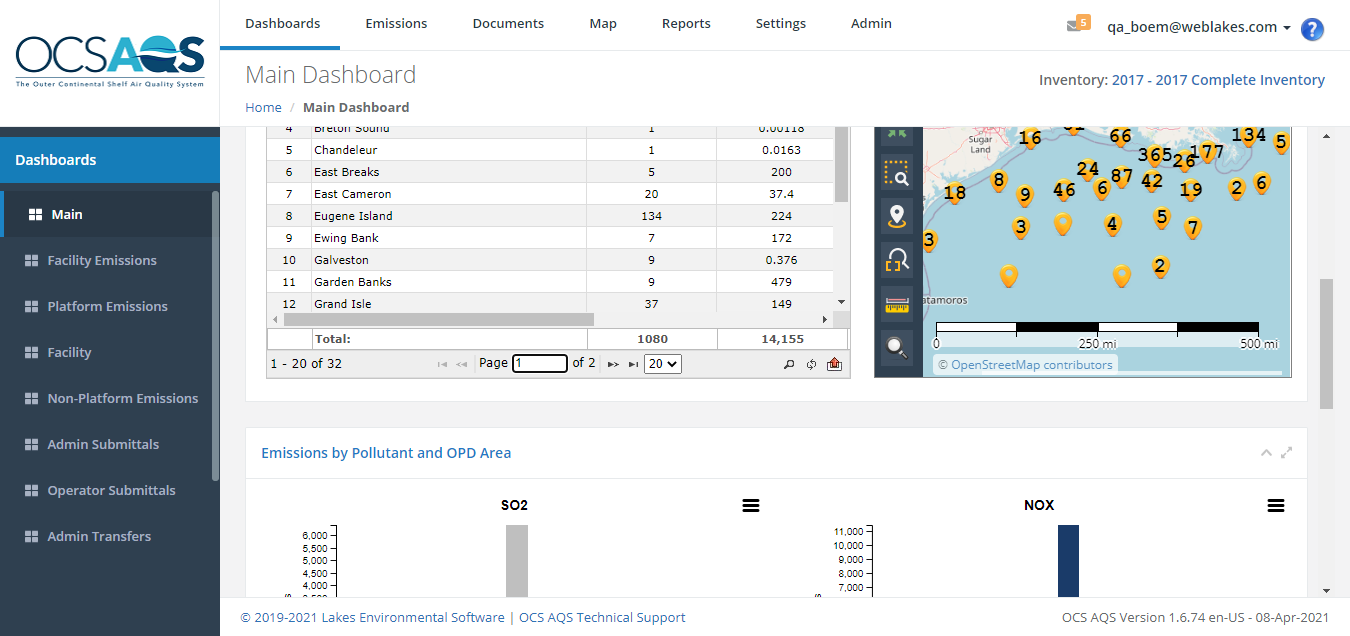 OCSAQS
The Outer Continental Shelf Air Quality System
Dashboards Emissions Documents Map Reports Settings Admin 5 qa_boem@weblakes.com ?
Main Dashboard
Inventory: 2017 - 2017 Complete Inventory
Home / Main Dashboard
Dashboards
Main
Facility Emissions
Platform Emissions
Facility
Non-Platform Emissions
Admin Submittals
Operator Submittals
Admin Transfers
4 Breton Sound 1 0.00118
5 Chandeleur 1 0.0163
6 East Breaks 5 200
7 East Cameron 20 37.4
8 Eugene Island 134 224
9 Ewing Bank 7 172
10 Galveston 9 0.376
11 Garden Banks 9 479
12 Grand Isle 37 149
Total: 1080 14,155
1 - 20 of 32 Page 1 of 2 20
Sugar
Land
16 66 134 5
365 26 177
24 87 42
8 18 9 46 6 19 2 6
3 4 5 7
3
2
atamoros
0 250 mi 500 mi
© OpenStreetMap contributors
Emissions by Pollutant and OPD Area
SO2
6,000
5,500
5,000
4,500
4,000
3,500
NOX
11,000
10,000
9,000
8,000
7,000
© 2019-2021 Lakes Environmental Software | OCS AQS Technical Support
OCS AQS Version 1.6.74 en-US - 08-Apr-2021